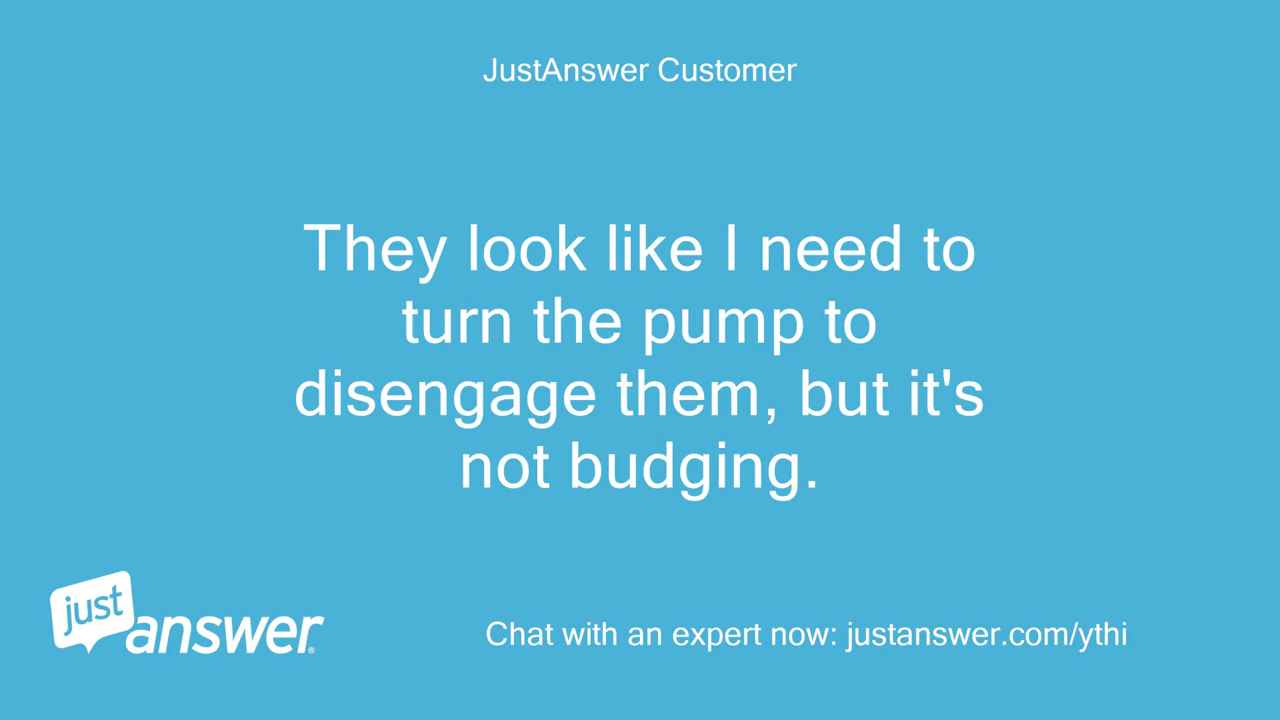 JustAnswer Customer
They look like I need to
turn the pump to
disengage them, but it's
not budging.
just
answer®
Chat with an expert now: justanswer.com/ythi